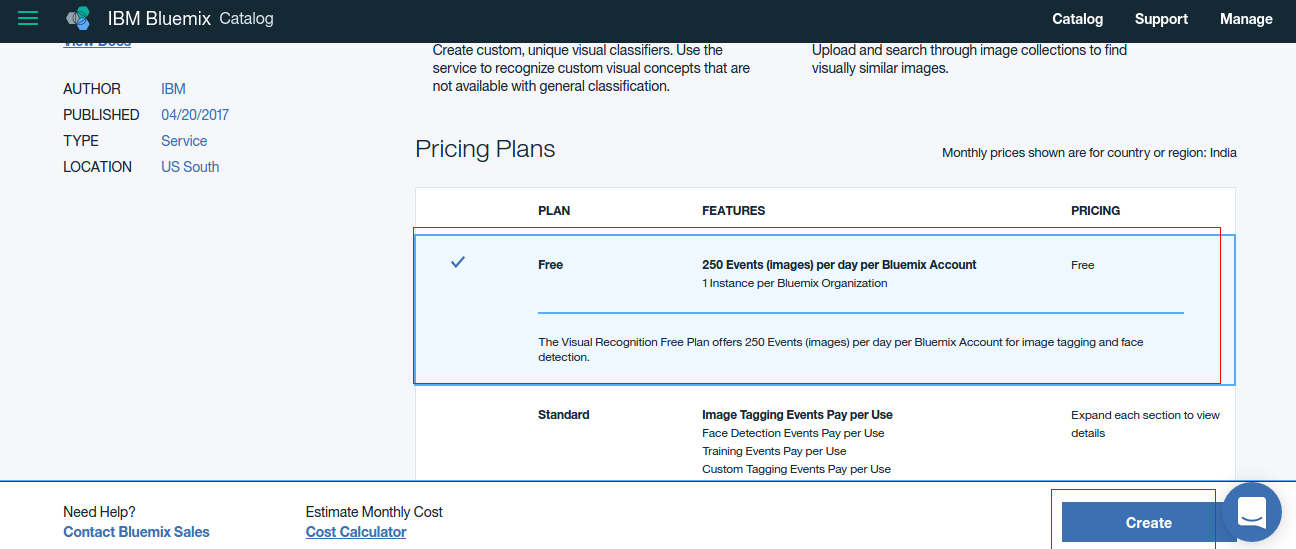 IBM Bluemix Catalog
Catalog Support Manage
View Docs
Create custom, unique visual classifiers. Use the
service to recognize custom visual concepts that are
not available with general classification.
Upload and search through image collections to find
visually similar images.
AUTHOR IBM
PUBLISHED 04/20/2017
TYPE Service
LOCATION US South
Pricing Plans
Monthly prices shown are for country or region: India
PLAN FEATURES PRICING
Free 250 Events (images) per day per Bluemix Account Free
1 Instance per Bluemix Organization
The Visual Recognition Free Plan offers 250 Events (images) per day per Bluemix Account for image tagging and face
detection.
Standard Image Tagging Events Pay per Use Expand each section to view
Face Detection Events Pay per Use details
Training Events Pay per Use
Custom Tagging Events Pay per Use
Need Help?
Contact Bluemix Sales
Estimate Monthly Cost
Cost Calculator
Create